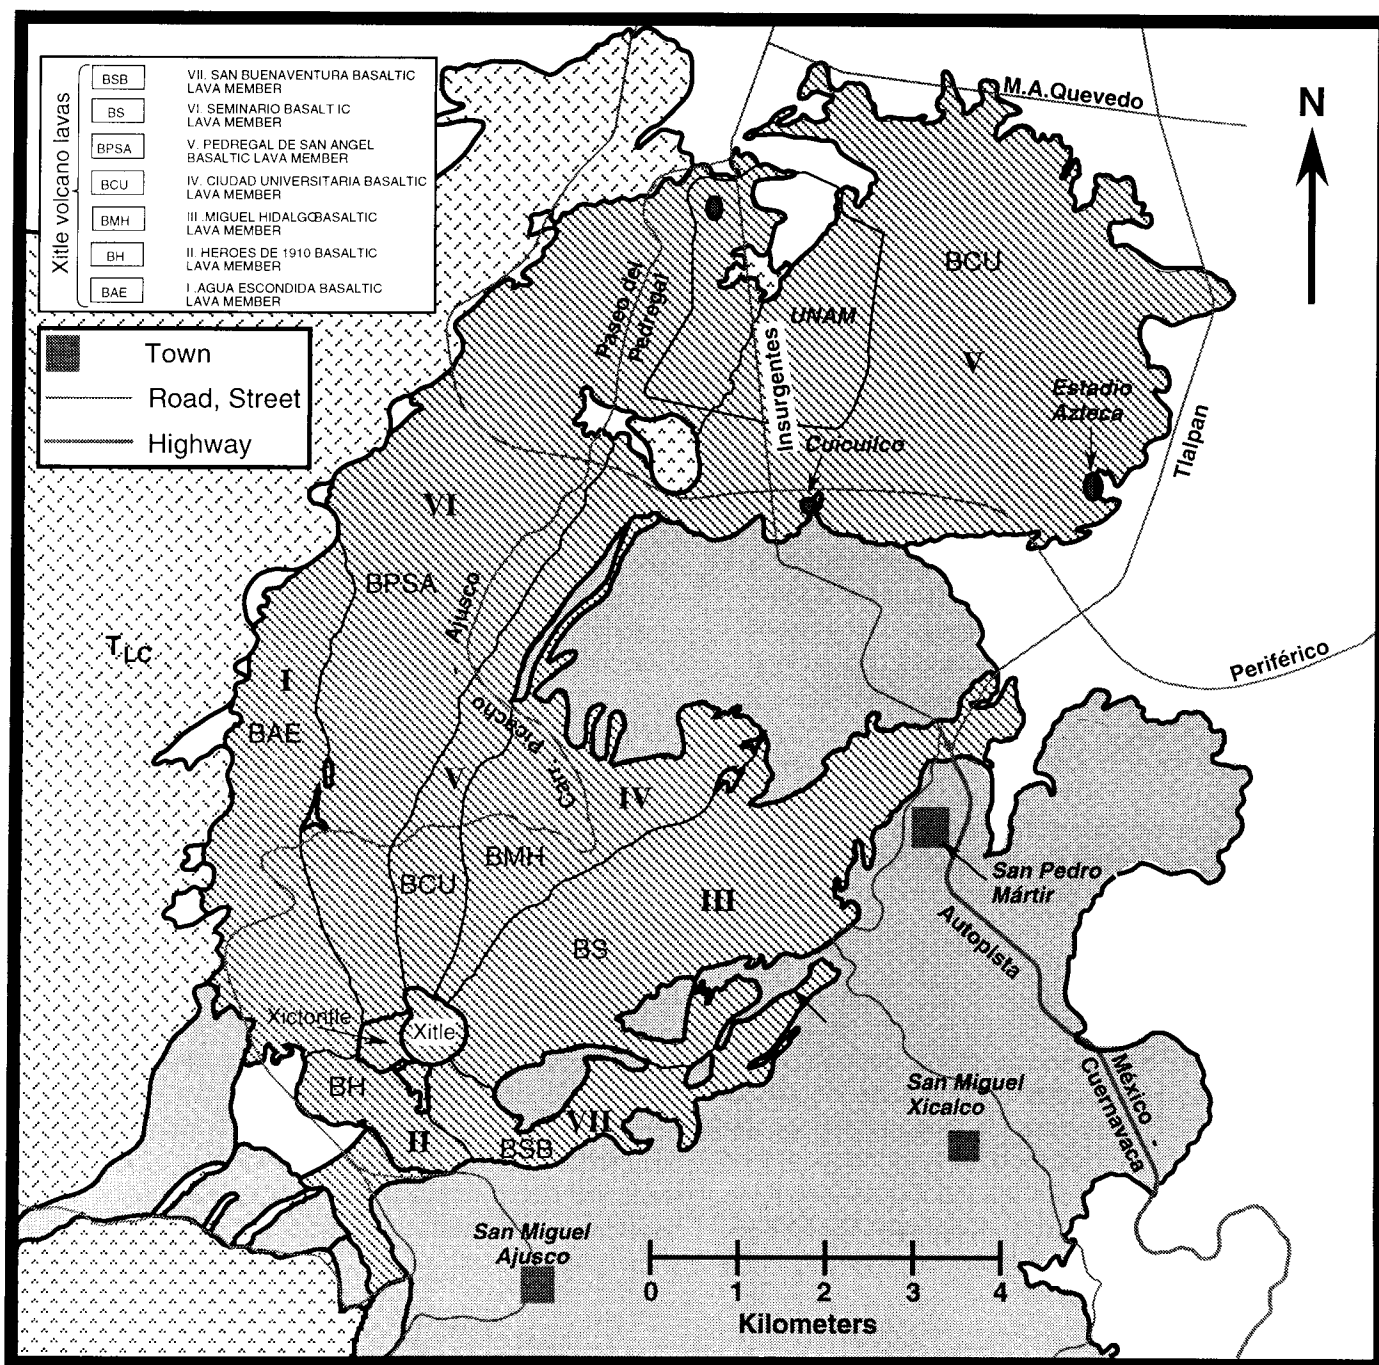 Xitle volcano lavas
BSB
VII. SAN BUENAVENTURA BASALTIC
LAVA MEMBER
BS
VI. SEMINARIO BASALTIC
LAVA MEMBER
BPSA
V. PEDREGAL DE SAN ANGEL
BASALTIC LAVA MEMBER
BCU
IV. CIUDAD UNIVERSITARIA BASALTIC
LAVA MEMBER
BMH
III .MIGUEL HIDALGOBASALTIC
LAVA MEMBER
BH
II. HEROES DE 1910 BASALTIC
LAVA MEMBER
BAE
I .AGUA ESCONDIDA BASALTIC
LAVA MEMBER
Town
Road, Street
Highway
M.A.Quevedo
N
BCU
Paseo del
Pedregal
UNAM
Insurgentes
V
Estadio
Azteca
Tlalpan
Cuicuilco
VI
BPSA
Ajusco
-
Picacho
Carr.
TLC
I
BAE
Periférico
V
IV
BMH
BCU
III
BS
San Pedro
Mártir
Autopista
México -
Cuernavaca
Xictontle
Xitle
BH
II
VII
BSB
San Miguel
Xicalco
San Miguel
Ajusco
0 1 2 3 4
Kilometers